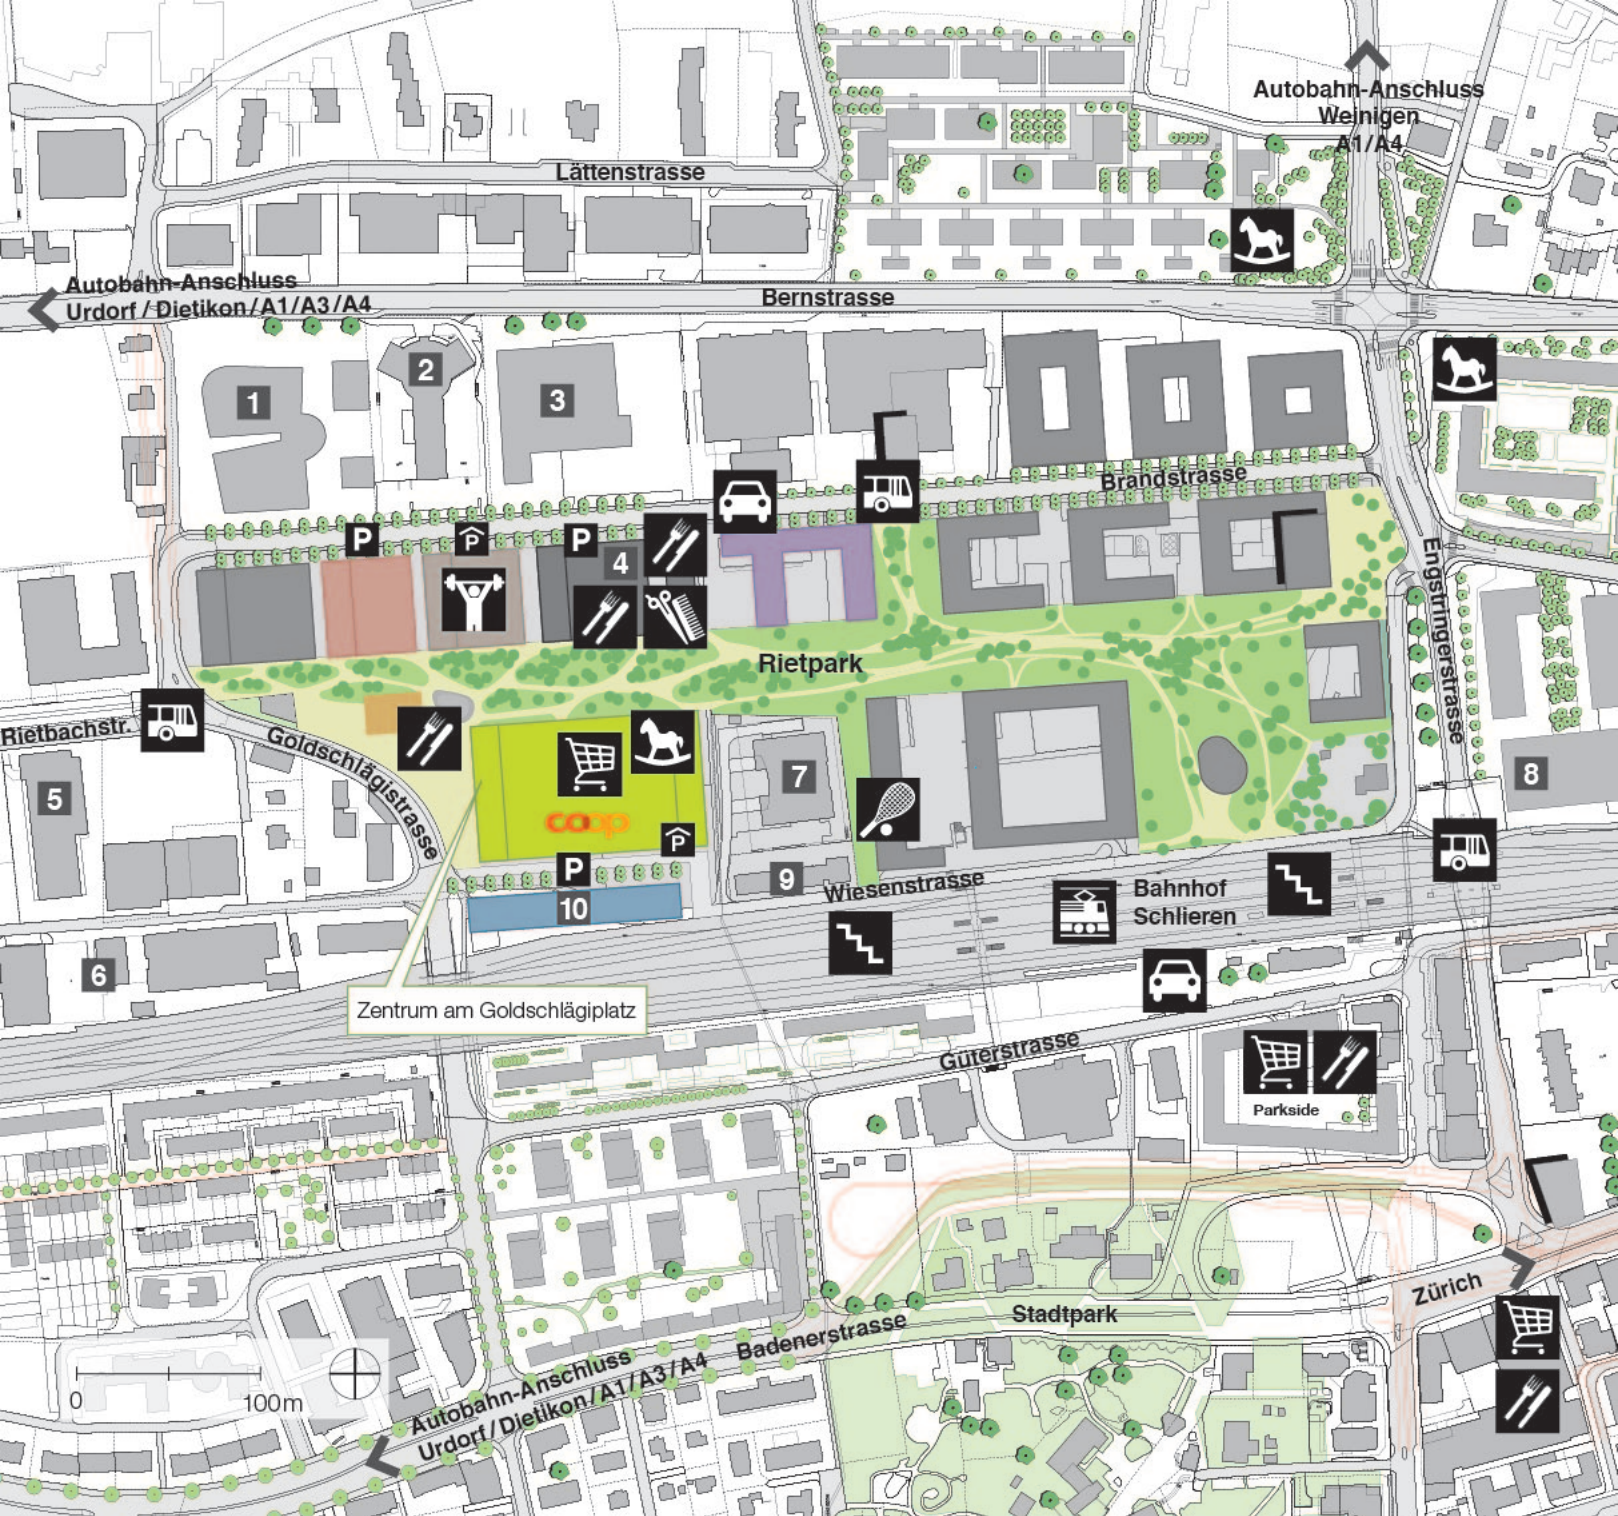 Autobahn-Anschluss
Weinigen
A1/A4
Lättenstrasse
Autobahn-Anschluss
Urdorf/Dietikon/A1/A3/A4
Bernstrasse
1
2
3
Brandstrasse
P
P
P
4
Engstringerstrasse
Rietpark
Rietbachstr.
Goldschlägistrasse
5
7
8
coop
P
P
9
Wiesenstrasse
10
Bahnhof
Schlieren
6
Zentrum am Goldschlägiplatz
Güterstrasse
Parkside
Zürich
Stadtpark
Badenerstrasse
Autobahn-Anschluss
Urdorf/Dietikon/A1/A3/A4
0
100m